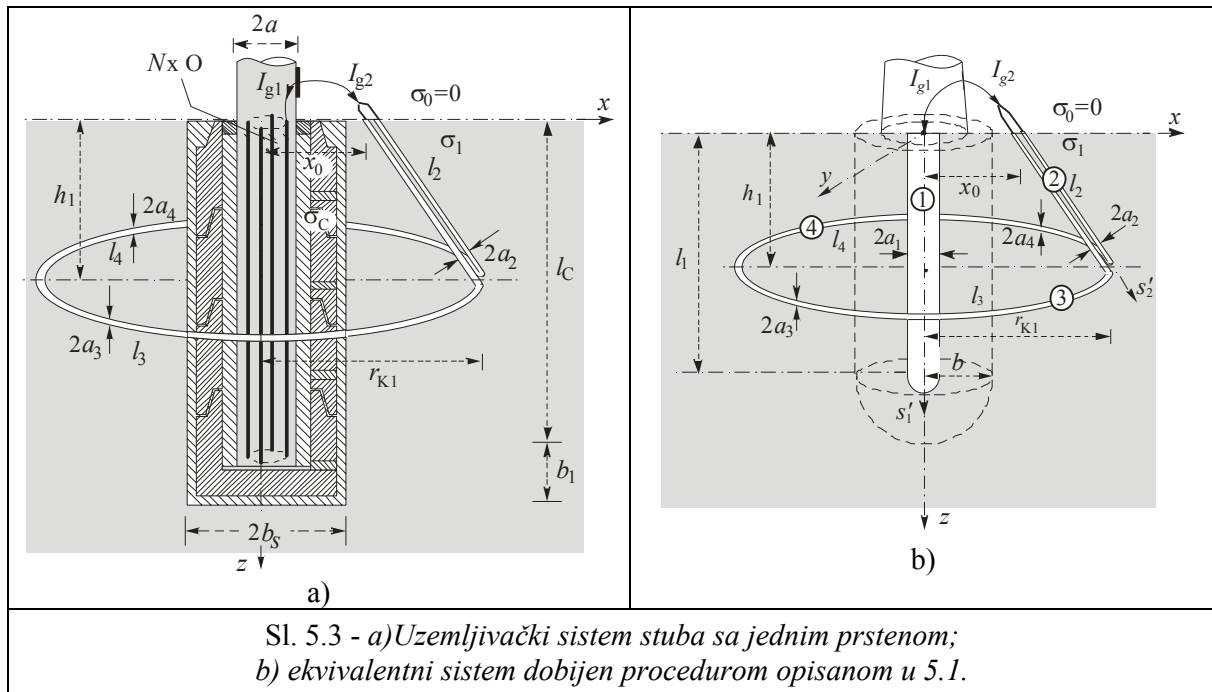 2a
Nx O
I_g1
I_g2
σ_0=0
x
σ_1
x_0
l_2
h_1
2a_4
l_4
σ_C
2a_2
l_C
2a_3
l_3
r_K1
b_1
2b_s
z
a)
I_g1
I_g2
σ_0=0
x
σ_1
y
x_0
h_1
1
2
l_2
l_1
4
l_4
2a_1
2a_4
2a_2
s'_2
l_3
3
2a_3
r_K1
b
s'_1
z
b)
Sl. 5.3 - a)Uzemljivački sistem stuba sa jednim prstenom;
b) ekvivalentni sistem dobijen procedurom opisanom u 5.1.